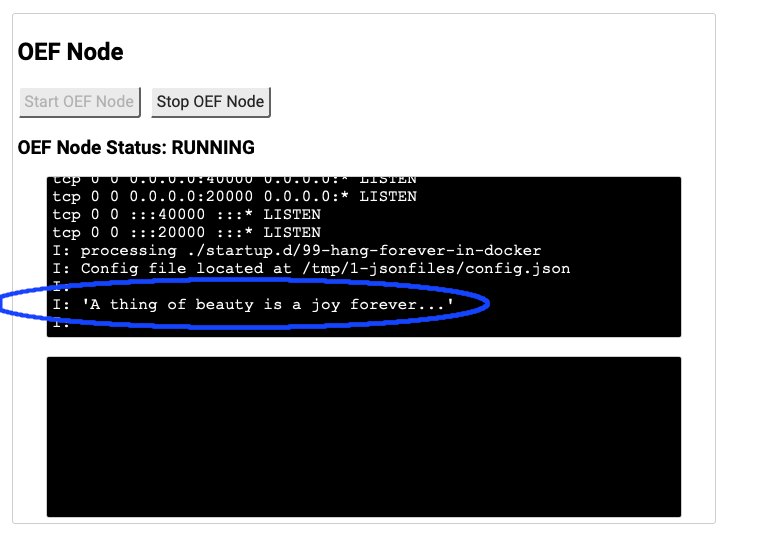 OEF Node
Start OEF Node Stop OEF Node
OEF Node Status: RUNNING
tcp 0 0 0.0.0.0:40000 0.0.0.0:* LISTEN
tcp 0 0 0.0.0.0:20000 0.0.0.0:* LISTEN
tcp 0 0 :::40000 :::* LISTEN
tcp 0 0 :::20000 :::* LISTEN
I: processing ./startup.d/99-hang-forever-in-docker
I: Config file located at /tmp/1-jsonfiles/config.json
I:
I: 'A thing of beauty is a joy forever...'
I: